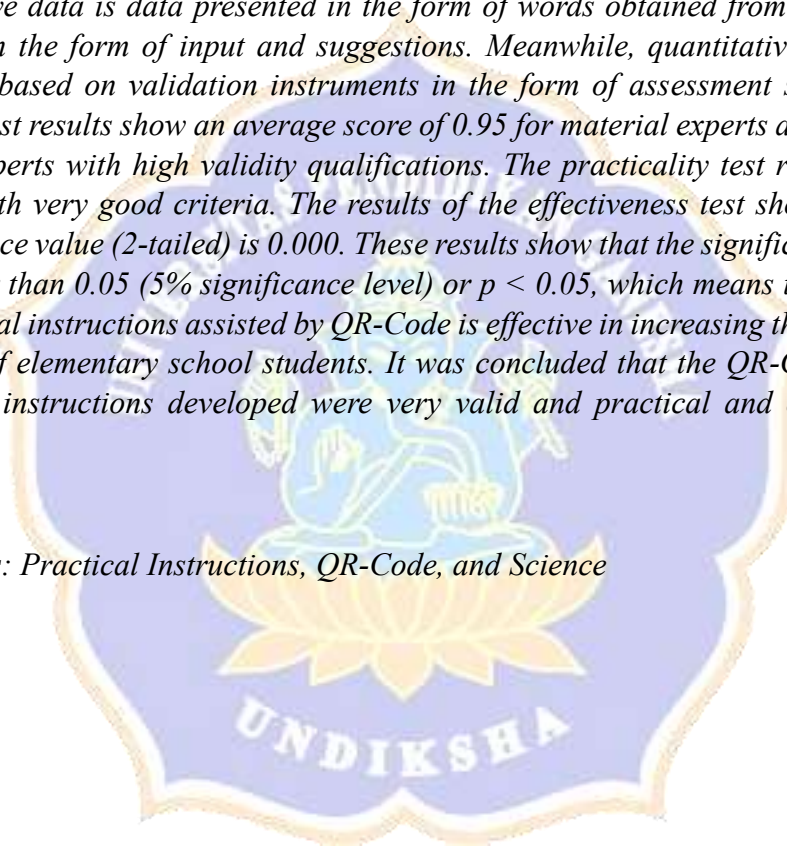 ve data is data presented in the form of words obtained from
n the form of input and suggestions. Meanwhile, quantitative
based on validation instruments in the form of assessment s
st results show an average score of 0.95 for material experts a
perts with high validity qualifications. The practicality test r
th very good criteria. The results of the effectiveness test sho
ce value (2-tailed) is 0.000. These results show that the signific
than 0.05 (5% significance level) or p < 0.05, which means t
al instructions assisted by QR-Code is effective in increasing th
of elementary school students. It was concluded that the QR-C
instructions developed were very valid and practical and
: Practical Instructions, QR-Code, and Science
UNDIKSHA